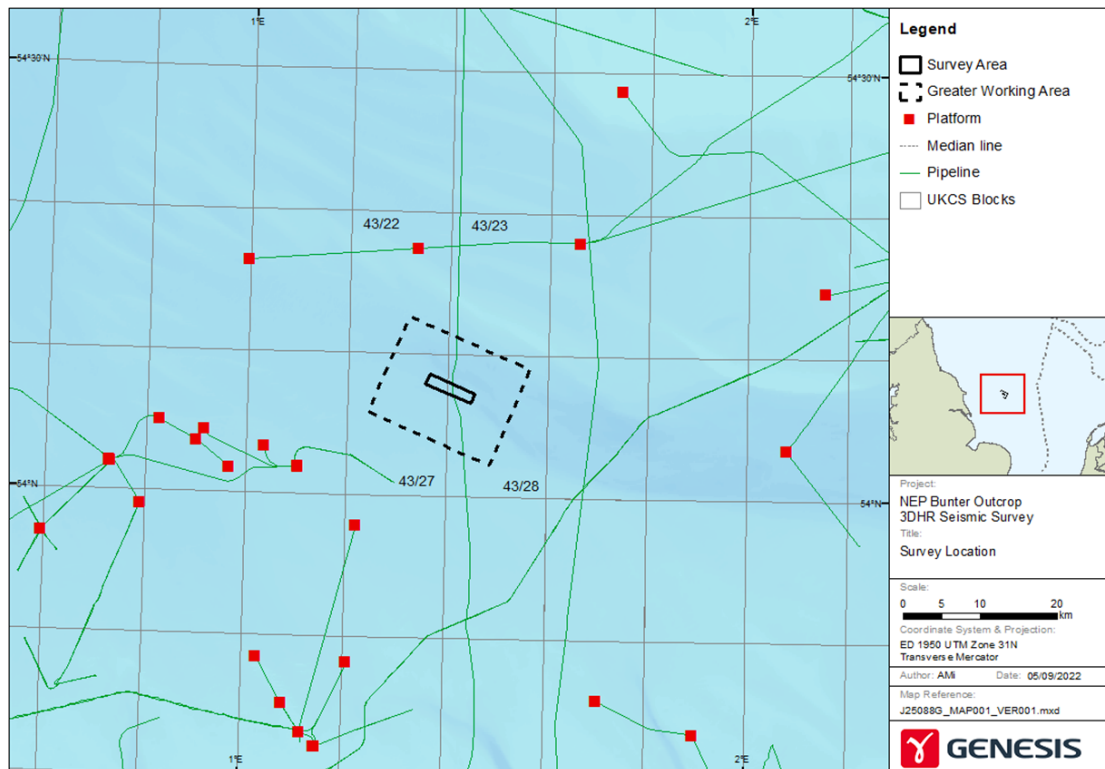 1°E
2°E
54°30'N
54°30'N
43/22
43/23
43/27
43/28
54°N
54°N
1°E
2°E
Legend
Survey Area
Greater Working Area
Platform
Median line
Pipeline
UKCS Blocks
Project:
NEP Bunter Outcrop
3DHR Seismic Survey
Title:
Survey Location
Scale:
0 5 10 20
km
Coordinate System & Projection:
ED 1950 UTM Zone 31N
Transverse Mercator
Author: AMi Date: 05/09/2022
Map Reference:
J25088G_MAP001_VER001.mxd
GENESIS